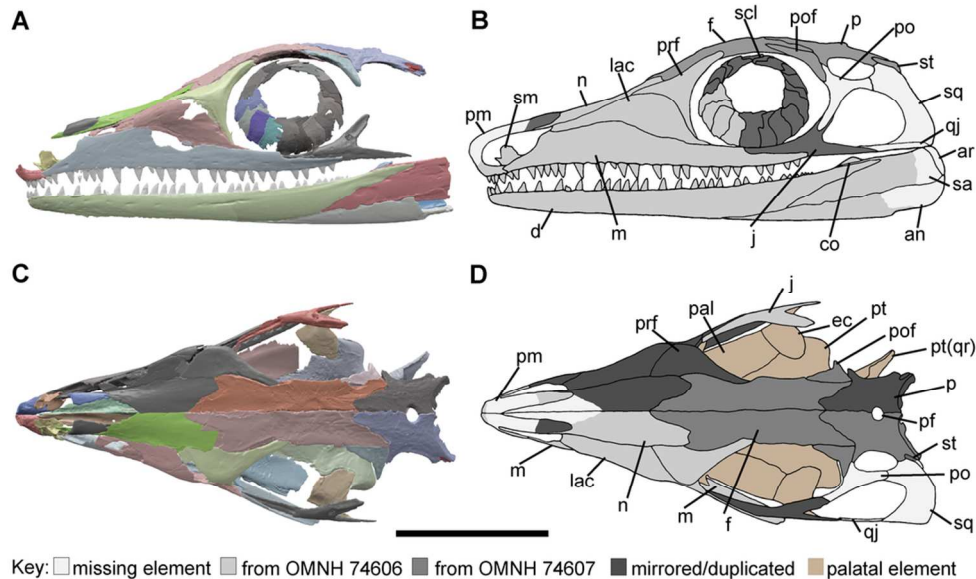 A
B
f
scl
pof
p
po
st
prf
lac
n
sm
pm
sq
qj
ar
sa
an
d
m
j
co
C
D
j
ec
pt
pal
prf
pof
pt(qr)
pm
p
pf
st
po
m
lac
n
m
f
qj
sq
Key: missing element from OMNH 74606 from OMNH 74607 mirrored/duplicated palatal element